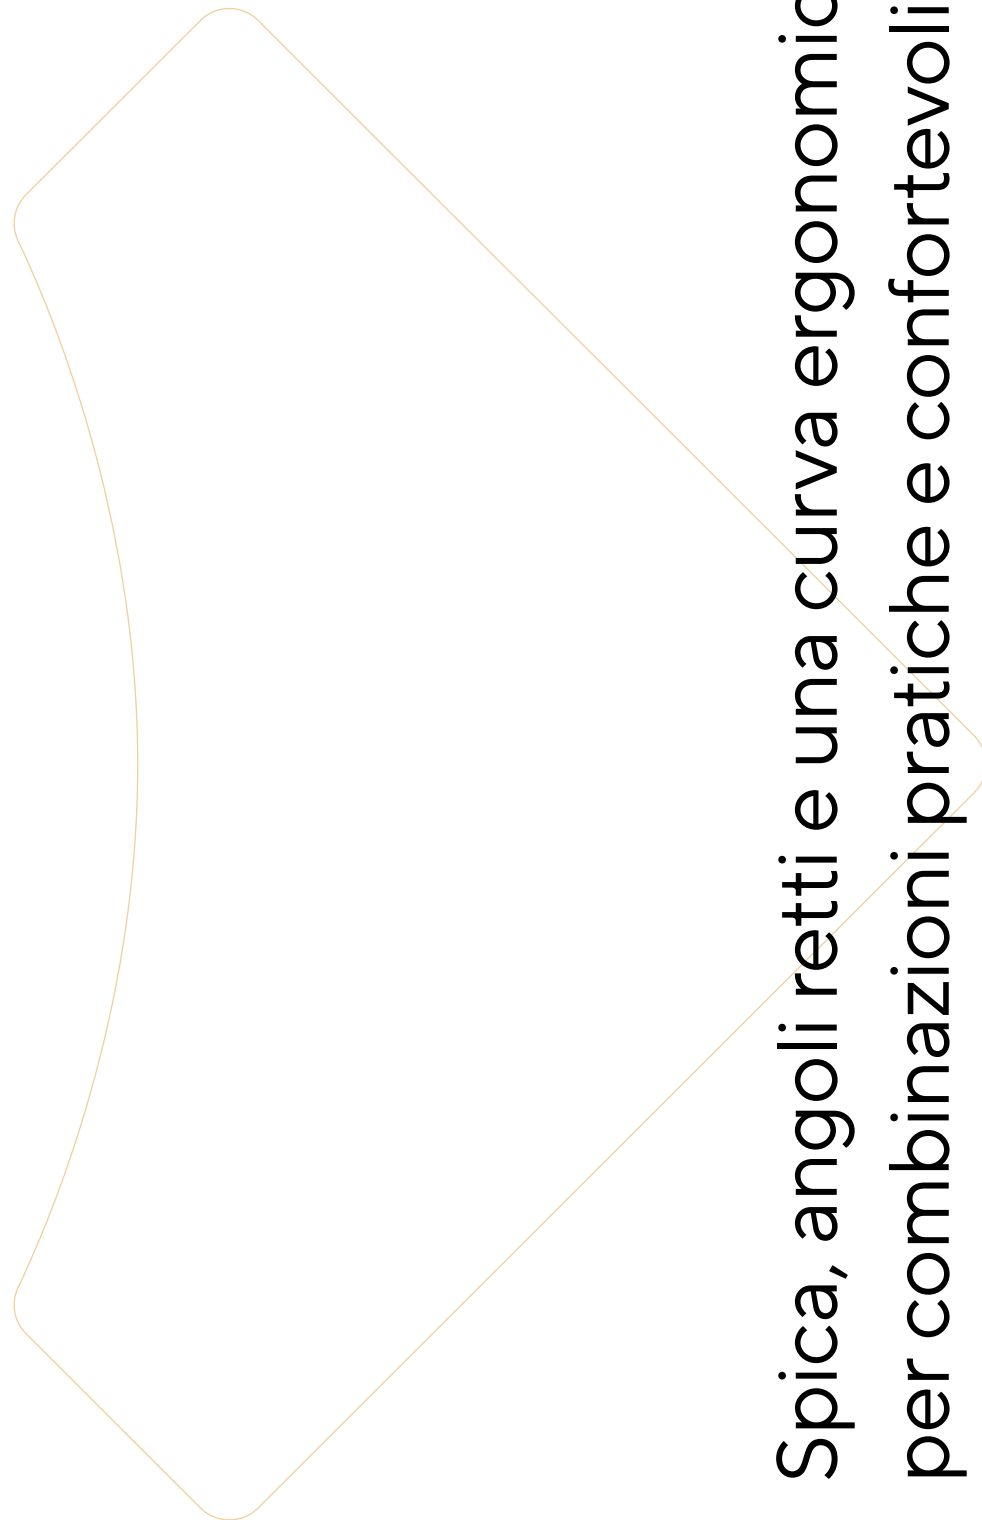 Spica, angoli retti e una curva ergonomic
per combinazioni pratiche e confortevoli